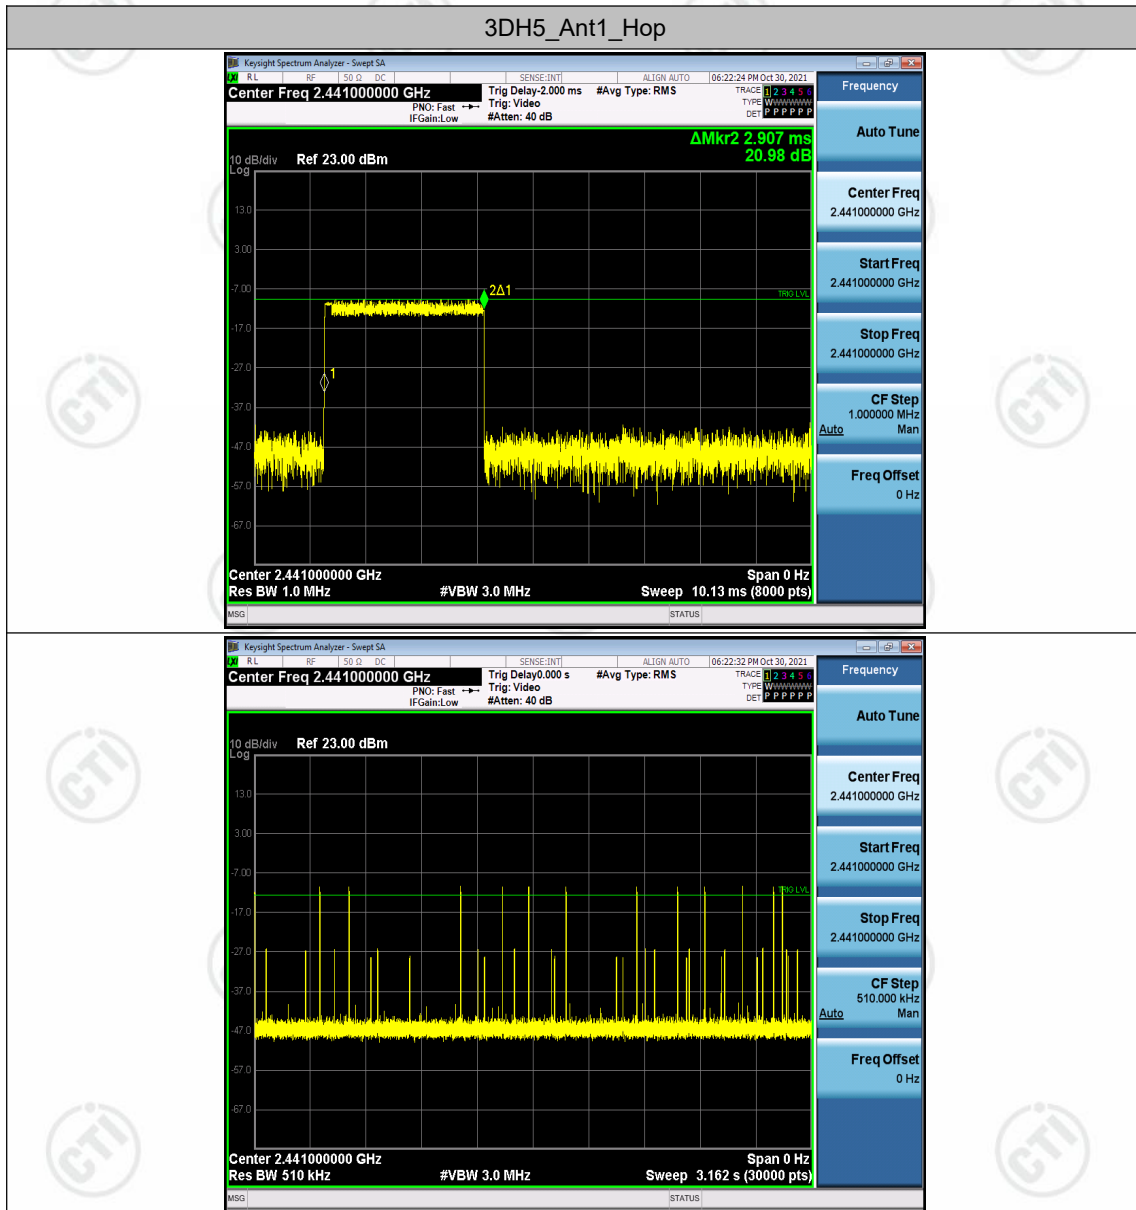 3DH5_Ant1_Hop
Keysight Spectrum Analyzer - Swept SA
LXI RL RF 50 Ω DC SENSE:INT ALIGN AUTO 06:22:24 PM Oct 30, 2021
Center Freq 2.441000000 GHz
PNO: Fast
IFGain:Low
Trig Delay-2.000 ms
Trig: Video
#Atten: 40 dB
#Avg Type: RMS
TRACE 1 2 3 4 5 6
TYPE WWWWWW
DET P P P P P P
ΔMkr2 2.907 ms
20.98 dB
10 dB/div
Log
Ref 23.00 dBm
13.0
3.00
-7.00
-17.0
-27.0
-37.0
-47.0
-57.0
-67.0
TRIG LVL
2Δ1
1
Center 2.441000000 GHz
Span 0 Hz
Res BW 1.0 MHz
#VBW 3.0 MHz
Sweep 10.13 ms (8000 pts)
MSG
STATUS
Frequency
Auto Tune
Center Freq
2.441000000 GHz
Start Freq
2.441000000 GHz
Stop Freq
2.441000000 GHz
CF Step
1.000000 MHz
Auto Man
Freq Offset
0 Hz
Keysight Spectrum Analyzer - Swept SA
LXI RL RF 50 Ω DC SENSE:INT ALIGN AUTO 06:22:32 PM Oct 30, 2021
Center Freq 2.441000000 GHz
PNO: Fast
IFGain:Low
Trig Delay0.000 s
Trig: Video
#Atten: 40 dB
#Avg Type: RMS
TRACE 1 2 3 4 5 6
TYPE WWWWWW
DET P P P P P P
10 dB/div
Log
Ref 23.00 dBm
13.0
3.00
-7.00
-17.0
-27.0
-37.0
-47.0
-57.0
-67.0
TRIG LVL
Center 2.441000000 GHz
Span 0 Hz
Res BW 510 kHz
#VBW 3.0 MHz
Sweep 3.162 s (30000 pts)
MSG
STATUS
Frequency
Auto Tune
Center Freq
2.441000000 GHz
Start Freq
2.441000000 GHz
Stop Freq
2.441000000 GHz
CF Step
510.000 kHz
Auto Man
Freq Offset
0 Hz
CTI
CTI
CTI
CTI
CTI
CTI